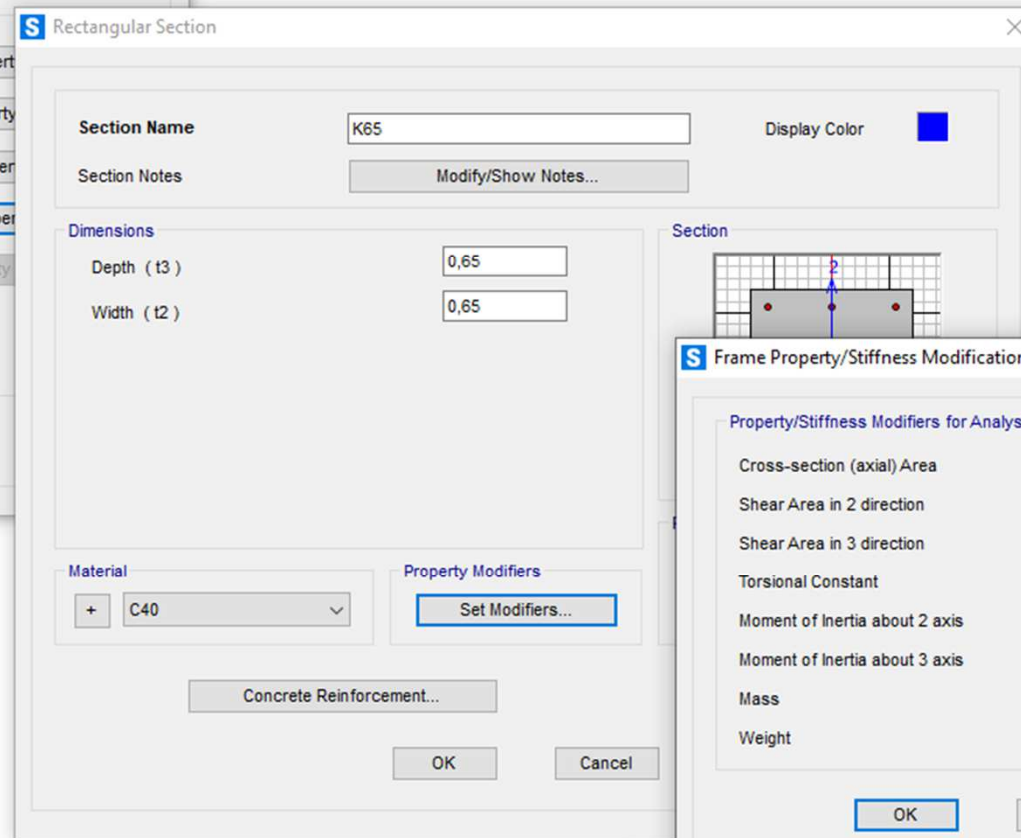 S Rectangular Section
Section Name K65 Display Color
Section Notes Modify/Show Notes...
Dimensions
Depth ( t3 ) 0,65
Width ( t2 ) 0,65
Section
2
Material
+ C40
Property Modifiers
Set Modifiers...
Concrete Reinforcement...
OK Cancel
S Frame Property/Stiffness Modification
Property/Stiffness Modifiers for Analys
Cross-section (axial) Area
Shear Area in 2 direction
Shear Area in 3 direction
Torsional Constant
Moment of Inertia about 2 axis
Moment of Inertia about 3 axis
Mass
Weight
OK